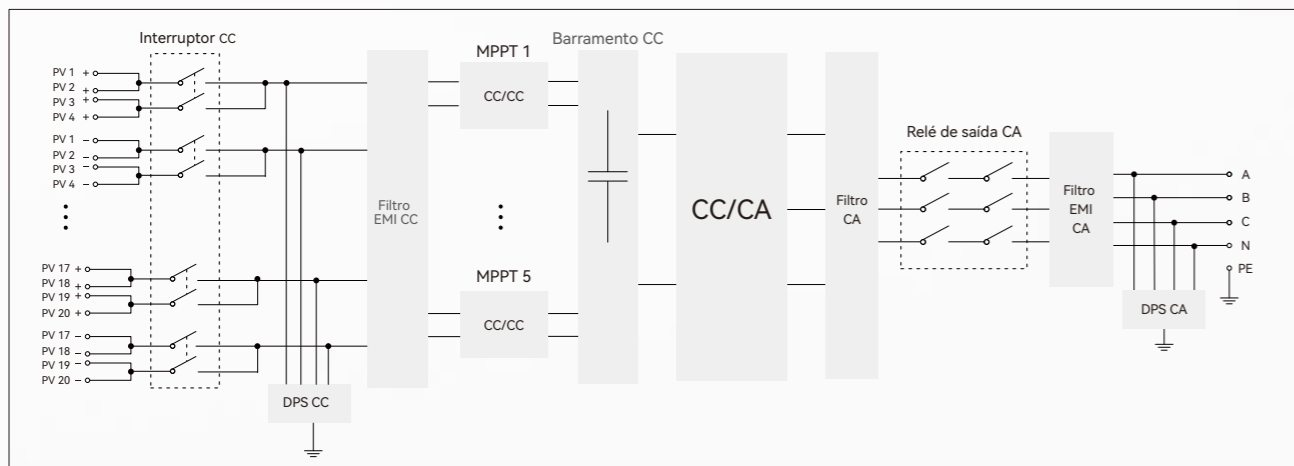 Interruptor CC
PV 1 +
PV 2 +
PV 3 +
PV 4 +
PV 1 −
PV 2 −
PV 3 −
PV 4 −
PV 17 +
PV 18 +
PV 19 +
PV 20 +
PV 17 −
PV 18 −
PV 19 −
PV 20 −
DPS CC
Filtro
EMI CC
MPPT 1
CC/CC
MPPT 5
CC/CC
Barramento CC
CC/CA
Filtro
CA
Relé de saída CA
Filtro
EMI
CA
A
B
C
N
PE
DPS CA